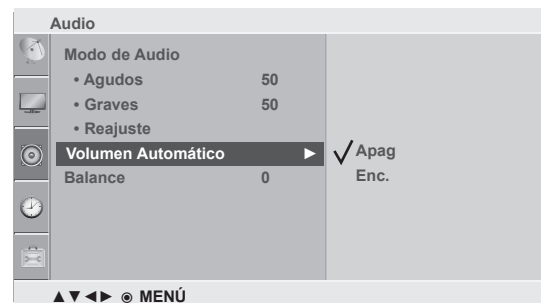 Audio
Modo de Audio
• Agudos 50
• Graves 50
• Reajuste
Volumen Automático ►
Balance 0
✓ Apag
Enc.
▲▼◄► ◉ MENÚ